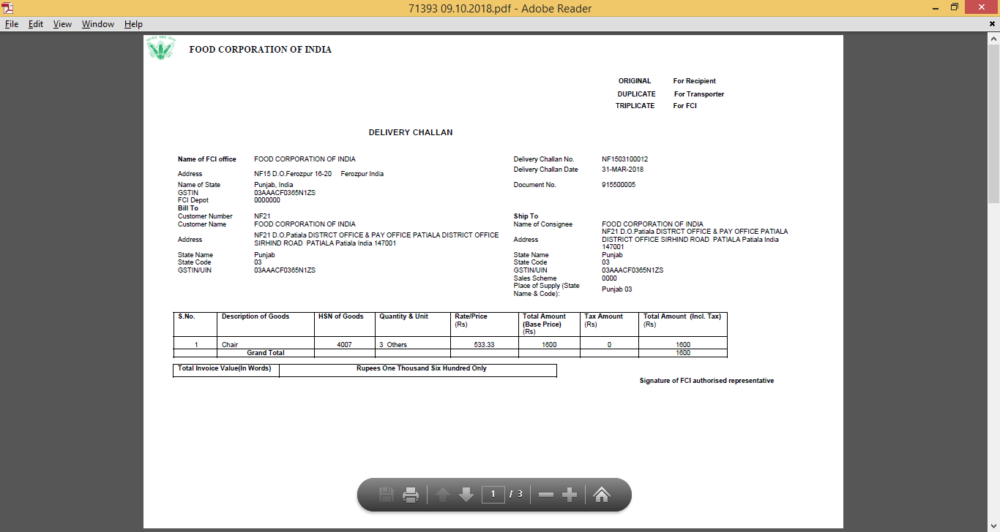 71393 09.10.2018.pdf - Adobe Reader
File Edit View Window Help
FOOD CORPORATION OF INDIA
ORIGINAL For Recipient
DUPLICATE For Transporter
TRIPLICATE For FCI
DELIVERY CHALLAN
Name of FCI office FOOD CORPORATION OF INDIA
Address NF15 D.O.Ferozpur 16-20 Ferozpur India
Name of State Punjab, India
GSTIN 03AAACF0365N1ZS
FCI Depot 0000000
Delivery Challan No. NF1503100012
Delivery Challan Date 31-MAR-2018
Document No. 915500005
Bill To
Customer Number NF21
Customer Name FOOD CORPORATION OF INDIA
Address NF21 D.O.Patiala DISTRCT OFFICE & PAY OFFICE PATIALA DISTRICT OFFICE
SIRHIND ROAD PATIALA Patiala India 147001
State Name Punjab
State Code 03
GSTIN/UIN 03AAACF0365N1ZS
Ship To
Name of Consignee FOOD CORPORATION OF INDIA
NF21 D.O.Patiala DISTRCT OFFICE & PAY OFFICE PATIALA
Address DISTRICT OFFICE SIRHIND ROAD PATIALA Patiala India
147001
State Name Punjab
State Code 03
GSTIN/UIN 03AAACF0365N1ZS
Sales Scheme 0000
Place of Supply (State
Name & Code): Punjab 03
S.No. Description of Goods HSN of Goods Quantity & Unit Rate/Price Total Amount Tax Amount Total Amount (Incl. Tax)
(Rs) (Base Price) (Rs) (Rs)
(Rs)
1 Chair 4007 3 Others 533.33 1600 0 1600
Grand Total 1600
Total Invoice Value(In Words) Rupees One Thousand Six Hundred Only
Signature of FCI authorised representative
1 / 3